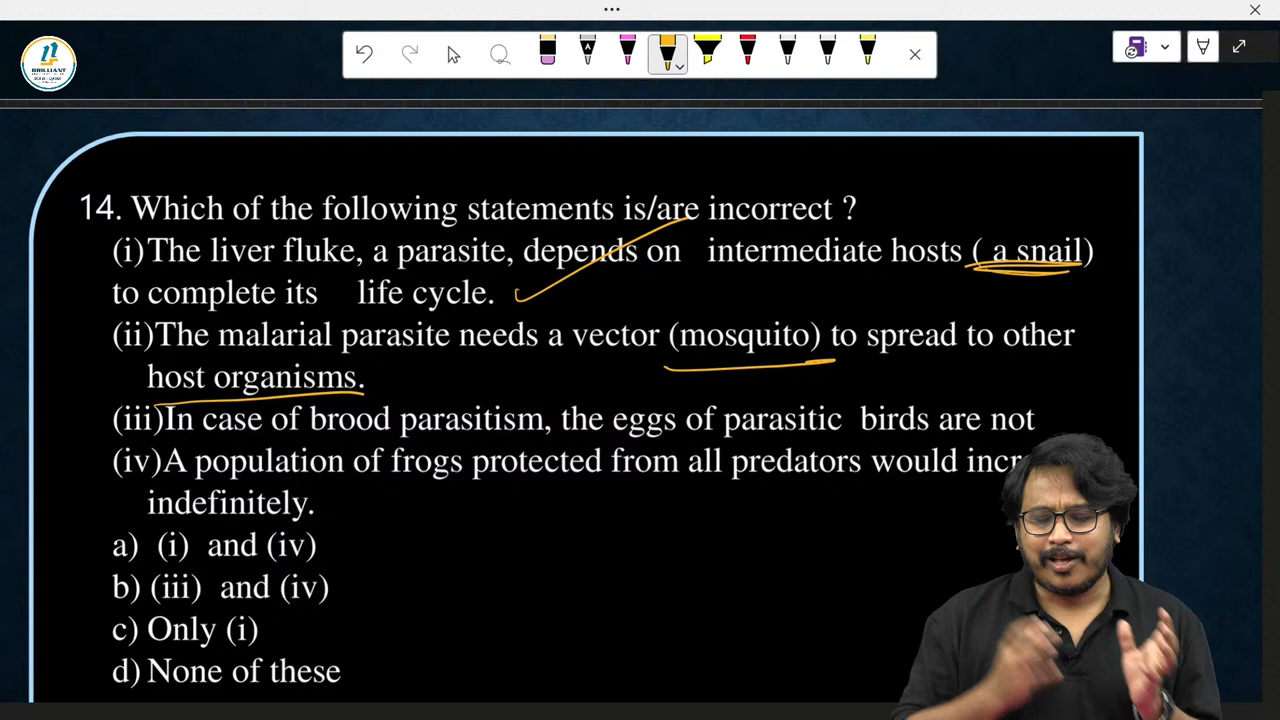 BRILLIANT
14. Which of the following statements is/are incorrect ?
(i)The liver fluke, a parasite, depends on intermediate hosts ( a snail)
to complete its life cycle.
(ii)The malarial parasite needs a vector (mosquito) to spread to other
host organisms.
(iii)In case of brood parasitism, the eggs of parasitic birds are not
(iv)A population of frogs protected from all predators would
indefinitely.
a) (i) and (iv)
b) (iii) and (iv)
c) Only (i)
d) None of these